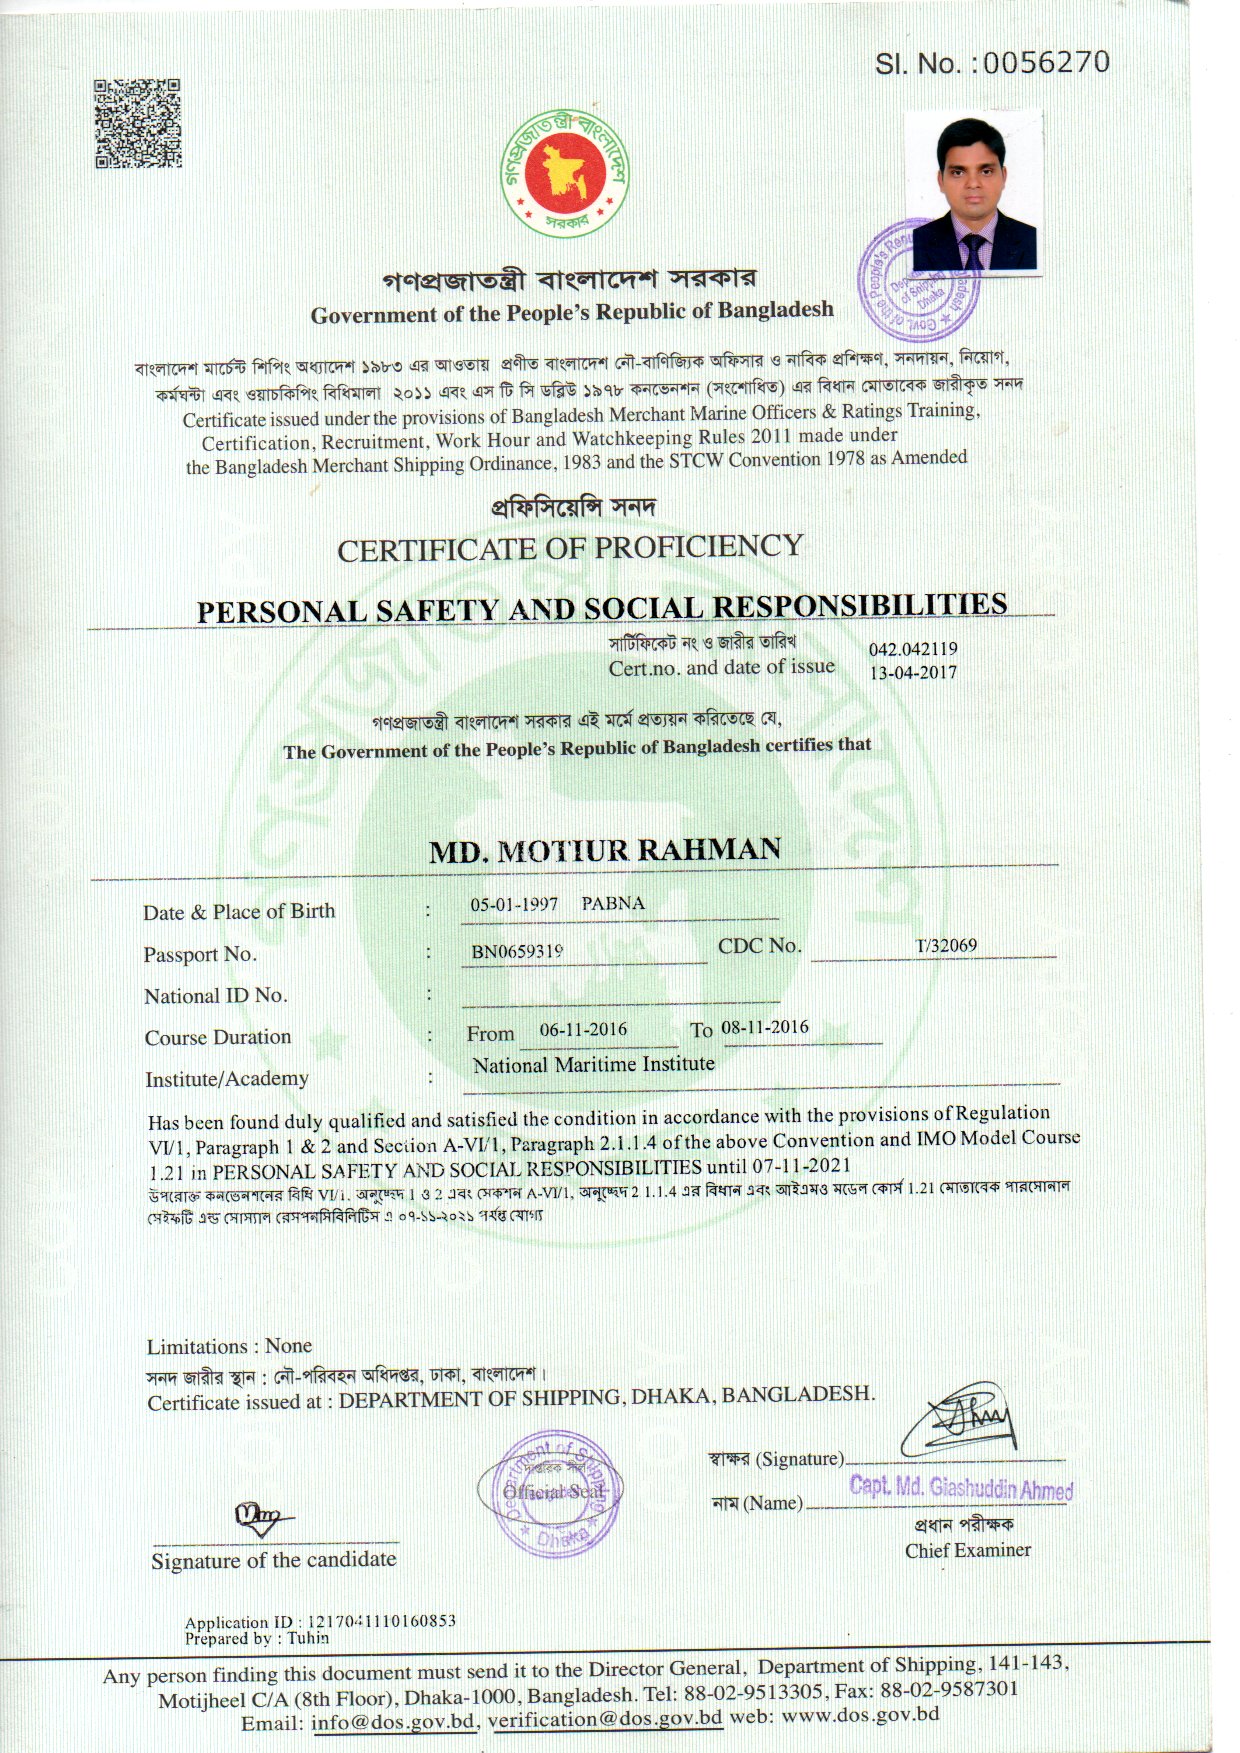 Sl. No. : 0056270
গণপ্রজাতন্ত্রী বাংলাদেশ
সরকার
Department of Shipping
Dhaka
গণপ্রজাতন্ত্রী বাংলাদেশ সরকার
Government of the People's Republic of Bangladesh
বাংলাদেশ মার্চেন্ট শিপিং অধ্যাদেশ ১৯৮৩ এর আওতায় প্রণীত বাংলাদেশ নৌ-বাণিজ্যিক অফিসার ও নাবিক প্রশিক্ষণ, সনদায়ন, নিয়োগ,
কর্মঘন্টা এবং ওয়াচকিপিং বিধিমালা ২০১১ এবং এস টি সি ডব্লিউ ১৯৭৮ কনভেনশন (সংশোধিত) এর বিধান মোতাবেক জারীকৃত সনদ
Certificate issued under the provisions of Bangladesh Merchant Marine Officers & Ratings Training,
Certification, Recruitment, Work Hour and Watchkeeping Rules 2011 made under
the Bangladesh Merchant Shipping Ordinance, 1983 and the STCW Convention 1978 as Amended
প্রফিসিয়েন্সি সনদ
CERTIFICATE OF PROFICIENCY
PERSONAL SAFETY AND SOCIAL RESPONSIBILITIES
সার্টিফিকেট নং ও জারীর তারিখ 042.042119
Cert.no. and date of issue 13-04-2017
গণপ্রজাতন্ত্রী বাংলাদেশ সরকার এই মর্মে প্রত্যয়ন করিতেছে যে,
The Government of the People's Republic of Bangladesh certifies that
MD. MOTIUR RAHMAN
Date & Place of Birth : 05-01-1997 PABNA
Passport No. : BN0659319 CDC No. T/32069
National ID No. :
Course Duration : From 06-11-2016 To 08-11-2016
Institute/Academy : National Maritime Institute
Has been found duly qualified and satisfied the condition in accordance with the provisions of Regulation
VI/1, Paragraph 1 & 2 and Section A-VI/1, Paragraph 2.1.1.4 of the above Convention and IMO Model Course
1.21 in PERSONAL SAFETY AND SOCIAL RESPONSIBILITIES until 07-11-2021
উপরোক্ত কনভেনশনের বিধি VI/1, অনুচ্ছেদ 1 ও 2 এবং সেকশন A-VI/1, অনুচ্ছেদ 2 1.1.4 এর বিধান এবং আইএমও মডেল কোর্স 1.21 মোতাবেক পারসোনাল
সেইফটি এন্ড সোস্যাল রেসপনসিবিলিটিস এ ০৭-১১-২০২১ পর্যন্ত যোগ্য
Limitations : None
সনদ জারীর স্থান : নৌ-পরিবহন অধিদপ্তর, ঢাকা, বাংলাদেশ।
Certificate issued at : DEPARTMENT OF SHIPPING, DHAKA, BANGLADESH.
স্বাক্ষর (Signature)
নাম (Name) Capt. Md. Giashuddin Ahmed
প্রধান পরীক্ষক
Chief Examiner
Department of Shipping
দাপ্তরিক সীল
Official Seal
Dhaka
Signature of the candidate
Application ID : 1217041110160853
Prepared by : Tuhin
Any person finding this document must send it to the Director General, Department of Shipping, 141-143,
Motijheel C/A (8th Floor), Dhaka-1000, Bangladesh. Tel: 88-02-9513305, Fax: 88-02-9587301
Email: info@dos.gov.bd, verification@dos.gov.bd web: www.dos.gov.bd